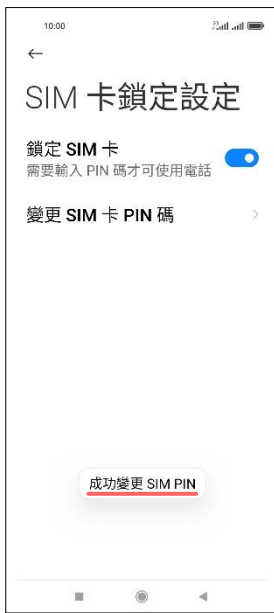 10:00
SIM 卡鎖定設定
鎖定 SIM 卡
需要輸入 PIN 碼才可使用電話
變更 SIM 卡 PIN 碼
成功變更 SIM PIN